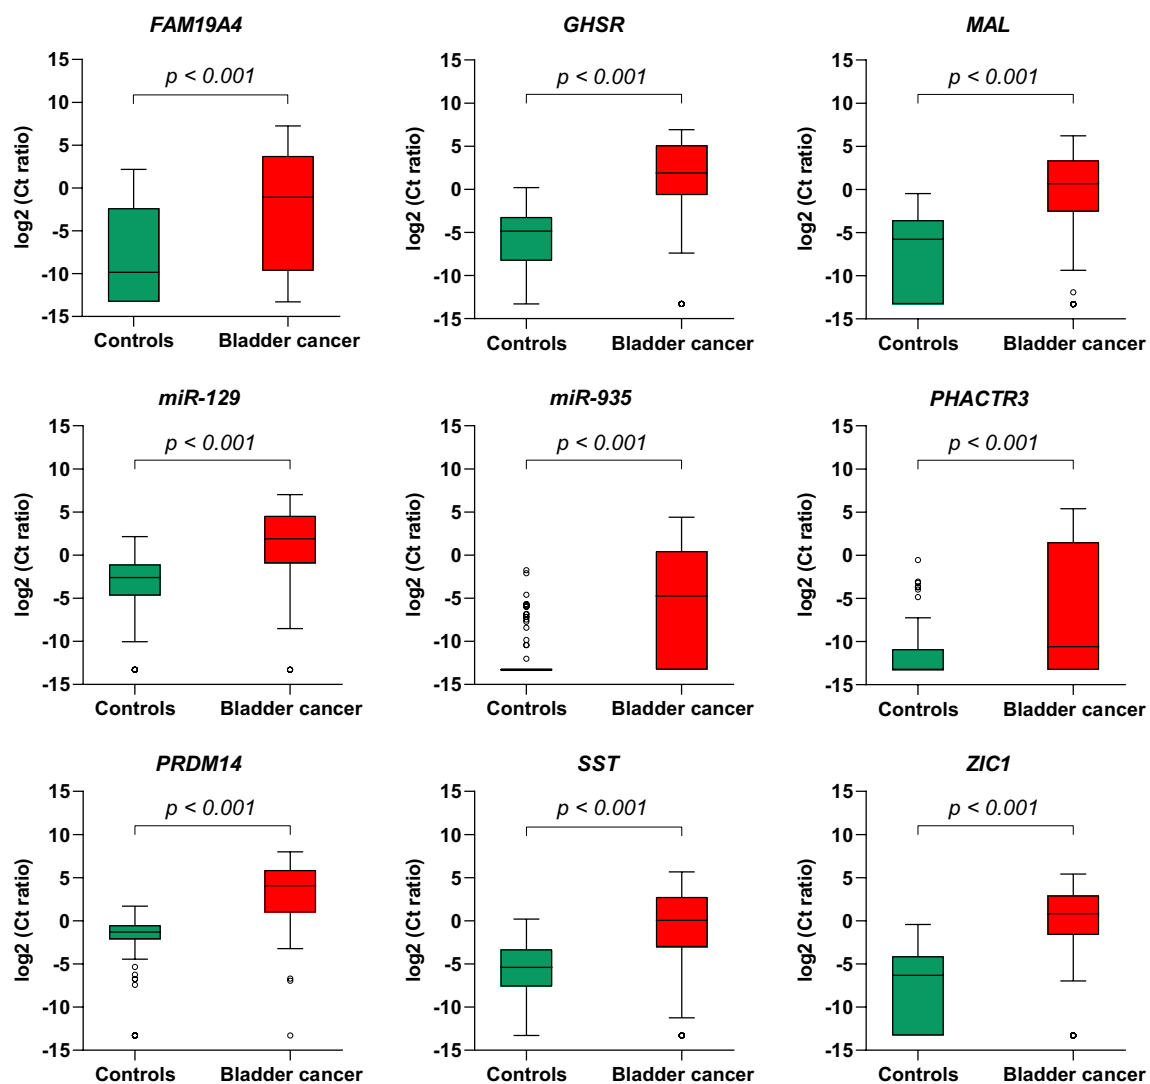 FAM19A4 GHSR MAL
15 15 15
p < 0.001 p < 0.001 p < 0.001
10 10 10
5 5 5
log2 (Ct ratio) log2 (Ct ratio) log2 (Ct ratio)
0 0 0
-5 -5 -5
-10 -10 -10
-15 -15 -15
Controls Bladder cancer Controls Bladder cancer Controls Bladder cancer
miR-129 miR-935 PHACTR3
15 15 15
p < 0.001 p < 0.001 p < 0.001
10 10 10
5 5 5
log2 (Ct ratio) log2 (Ct ratio) log2 (Ct ratio)
0 0 0
-5 -5 -5
-10 -10 -10
-15 -15 -15
Controls Bladder cancer Controls Bladder cancer Controls Bladder cancer
PRDM14 SST ZIC1
15 15 15
p < 0.001 p < 0.001 p < 0.001
10 10 10
5 5 5
log2 (Ct ratio) log2 (Ct ratio) log2 (Ct ratio)
0 0 0
-5 -5 -5
-10 -10 -10
-15 -15 -15
Controls Bladder cancer Controls Bladder cancer Controls Bladder cancer